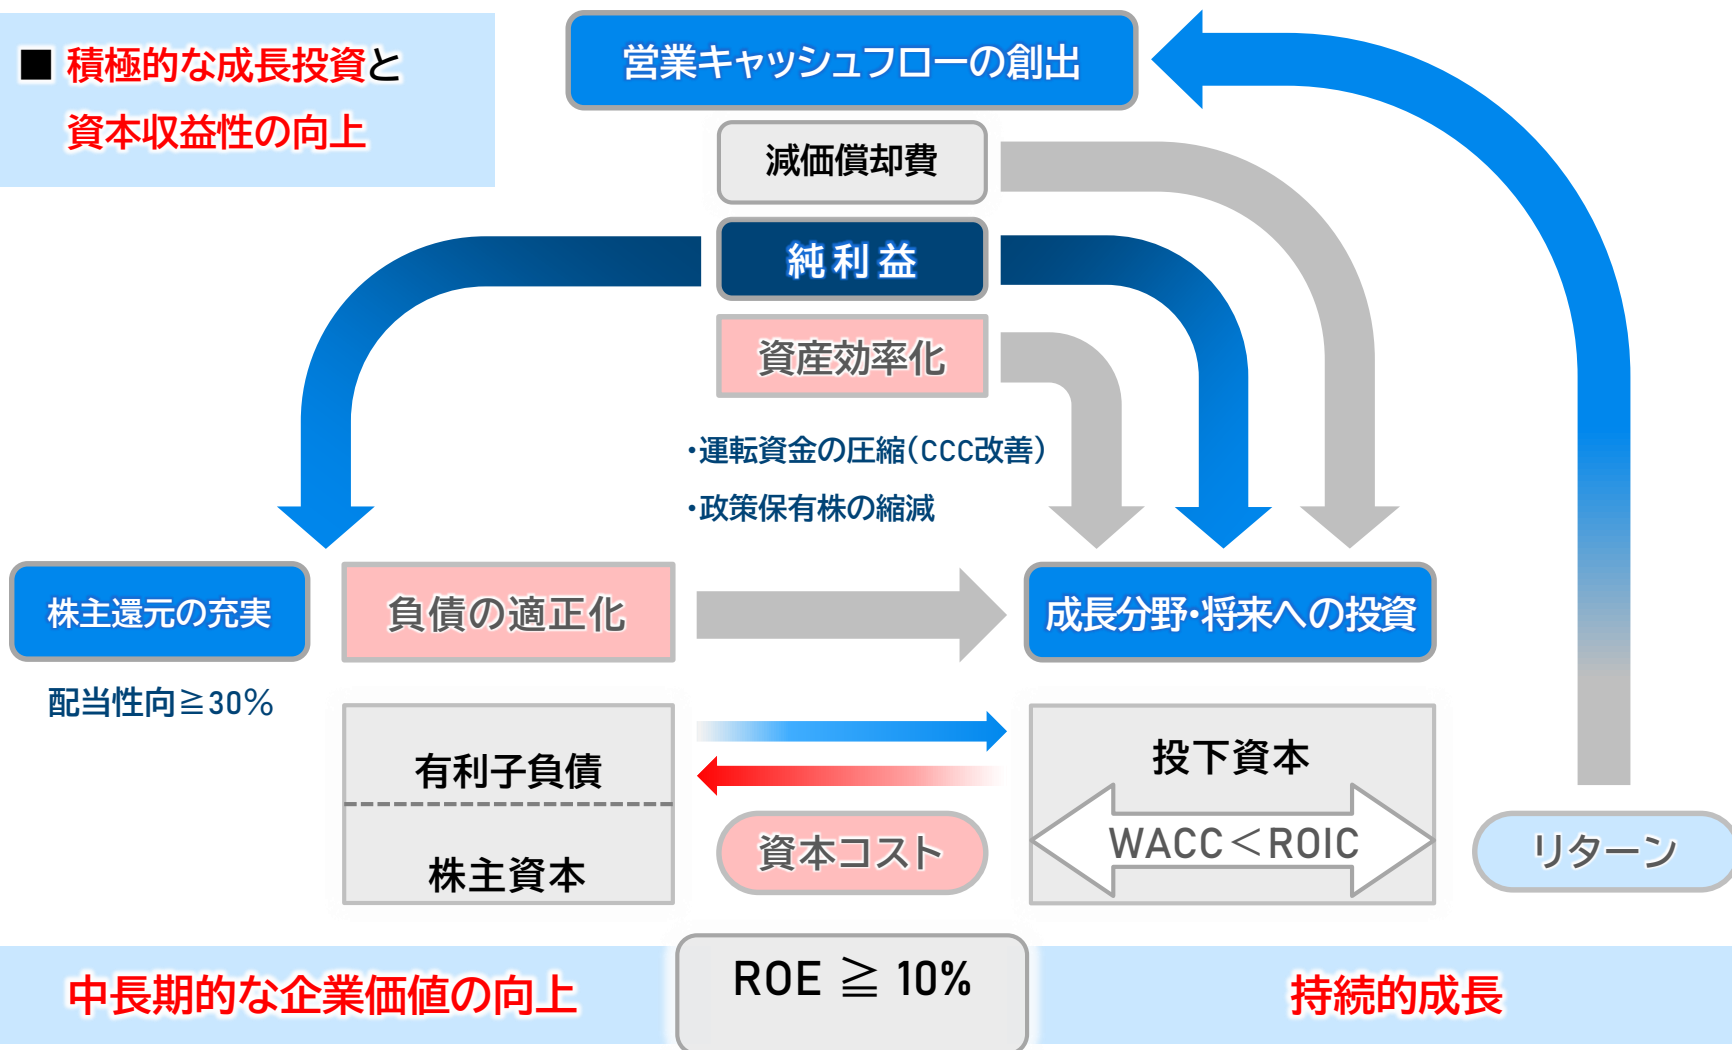 ■ 積極的な成長投資と
資本収益性の向上
営業キャッシュフローの創出
減価償却費
純利益
資産効率化
・運転資金の圧縮(CCC改善)
・政策保有株の縮減
株主還元の充実
負債の適正化
成長分野・将来への投資
配当性向≧30%
有利子負債
株主資本
資本コスト
投下資本
WACC<ROIC
リターン
中長期的な企業価値の向上
ROE ≧ 10%
持続的成長